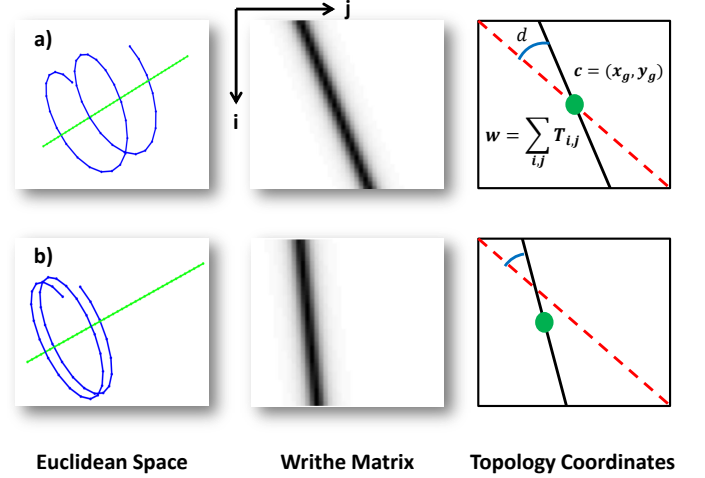 a)
j
i
d
c = (x_g, y_g)
w = ∑_{i,j} T_{i,j}
b)
Euclidean Space Writhe Matrix Topology Coordinates